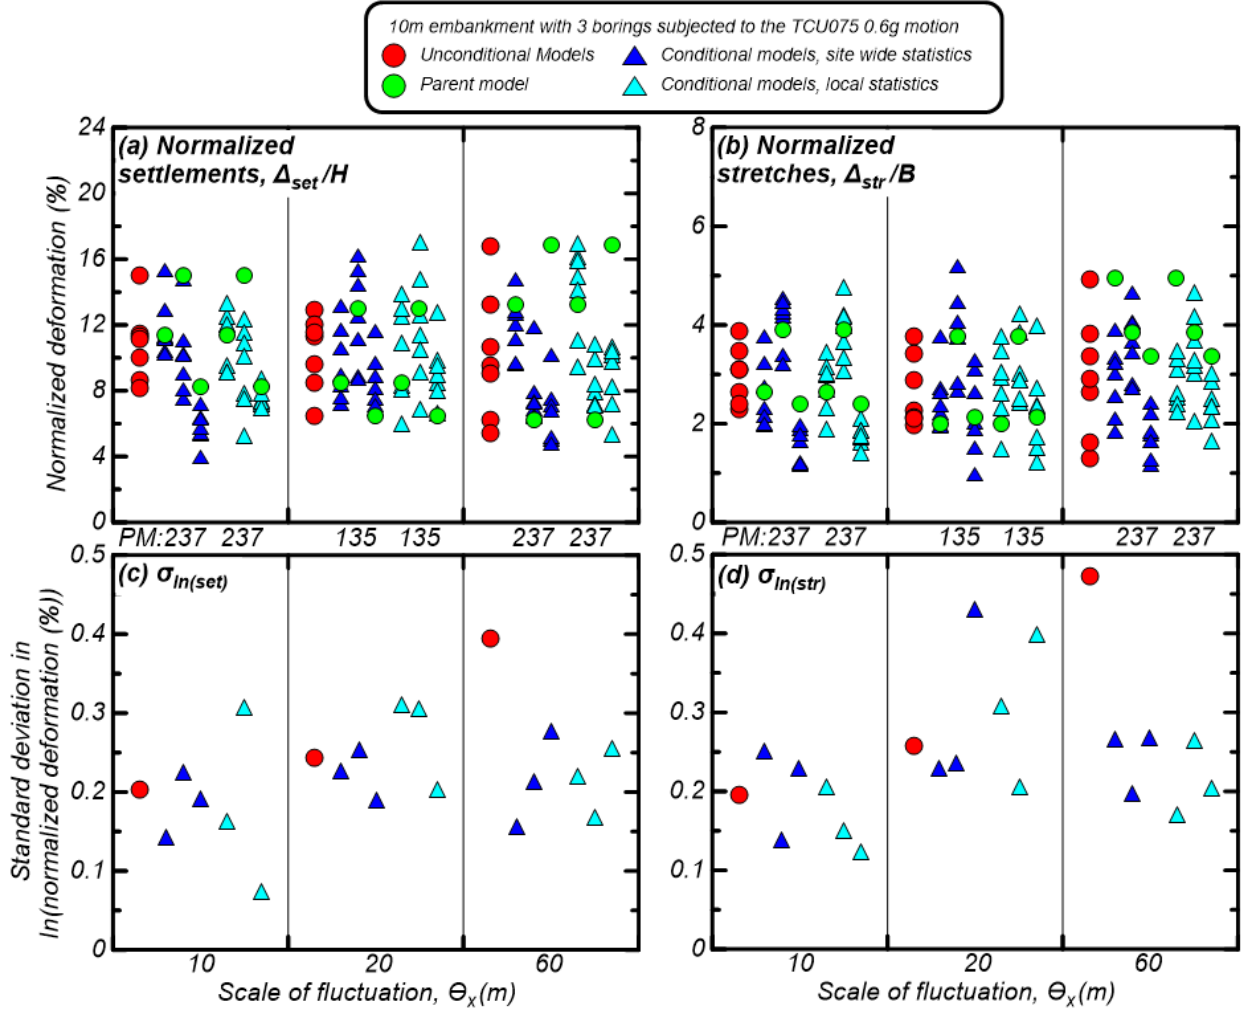 10m embankment with 3 borings subjected to the TCU075 0.6g motion
Unconditional Models
Conditional models, site wide statistics
Parent model
Conditional models, local statistics
(a) Normalized
settlements, Δset/H
(b) Normalized
stretches, Δstr/B
Normalized deformation (%)
24
20
16
12
8
4
0
8
6
4
2
0
PM:237 237 135 135 237 237
PM:237 237 135 135 237 237
(c) σln(set)
(d) σln(str)
Standard deviation in
ln(normalized deformation (%))
0.5
0.4
0.3
0.2
0.1
0
0.5
0.4
0.3
0.2
0.1
0
10 20 60
10 20 60
Scale of fluctuation, Θx(m)
Scale of fluctuation, Θx(m)